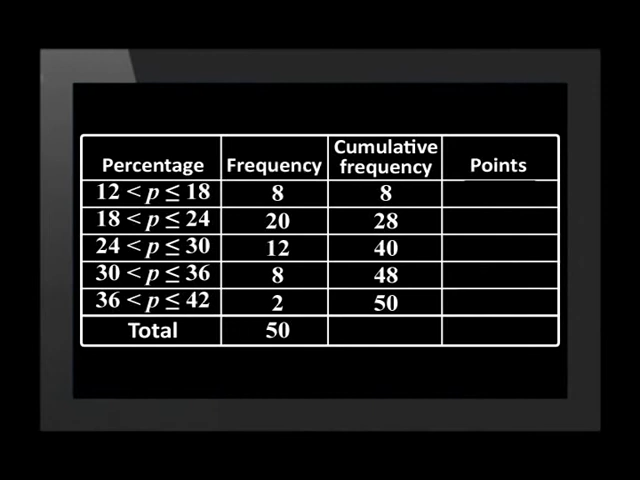 Percentage Frequency Cumulative frequency Points
12 < p ≤ 18 8 8
18 < p ≤ 24 20 28
24 < p ≤ 30 12 40
30 < p ≤ 36 8 48
36 < p ≤ 42 2 50
Total 50